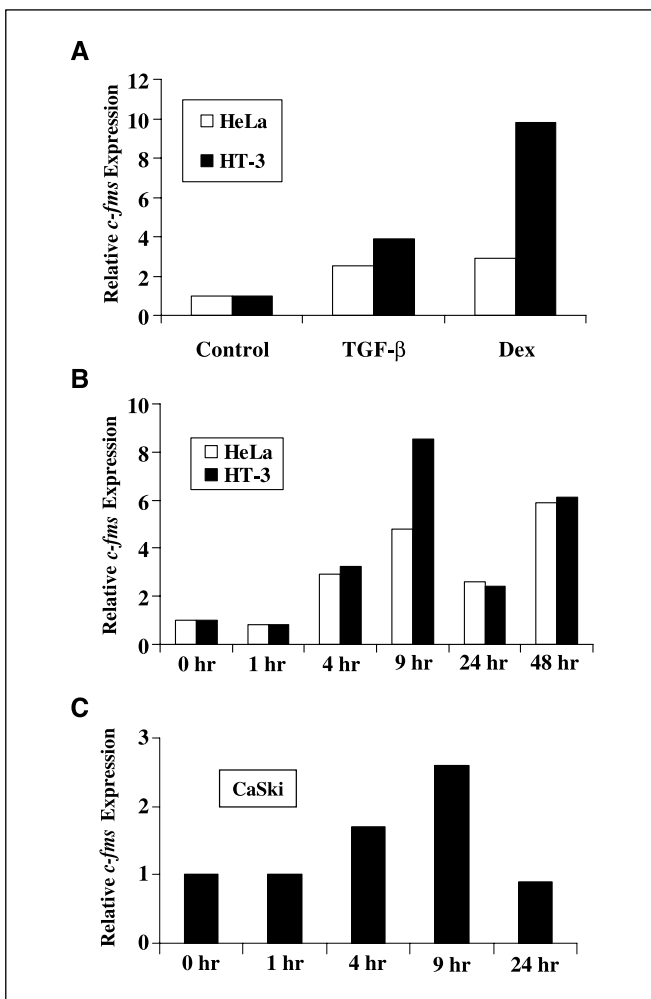 A
Relative c-fms Expression
12
10
8
6
4
2
0
HeLa
HT-3
Control TGF-β Dex
B
Relative c-fms Expression
10
8
6
4
2
0
HeLa
HT-3
0 hr 1 hr 4 hr 9 hr 24 hr 48 hr
C
Relative c-fms Expression
3
2
1
0
CaSki
0 hr 1 hr 4 hr 9 hr 24 hr